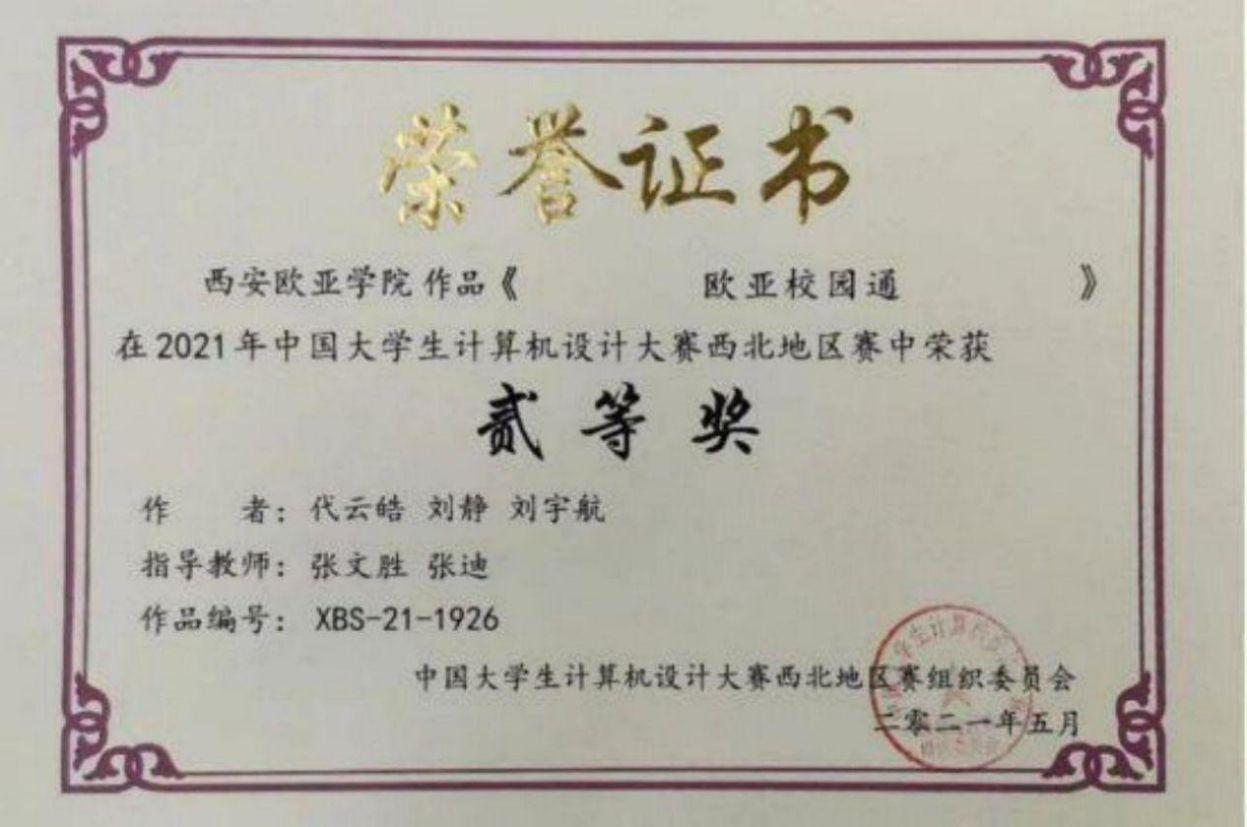 荣誉证书
西安欧亚学院 作品《 欧亚校园通 》
在2021年中国大学生计算机设计大赛西北地区赛中荣获
贰等奖
作 者：代云皓 刘静 刘宇航
指导教师：张文胜 张迪
作品编号：XBS-21-1926
中国大学生计算机设计大赛西北地区赛组织委员会
二零二一年五月